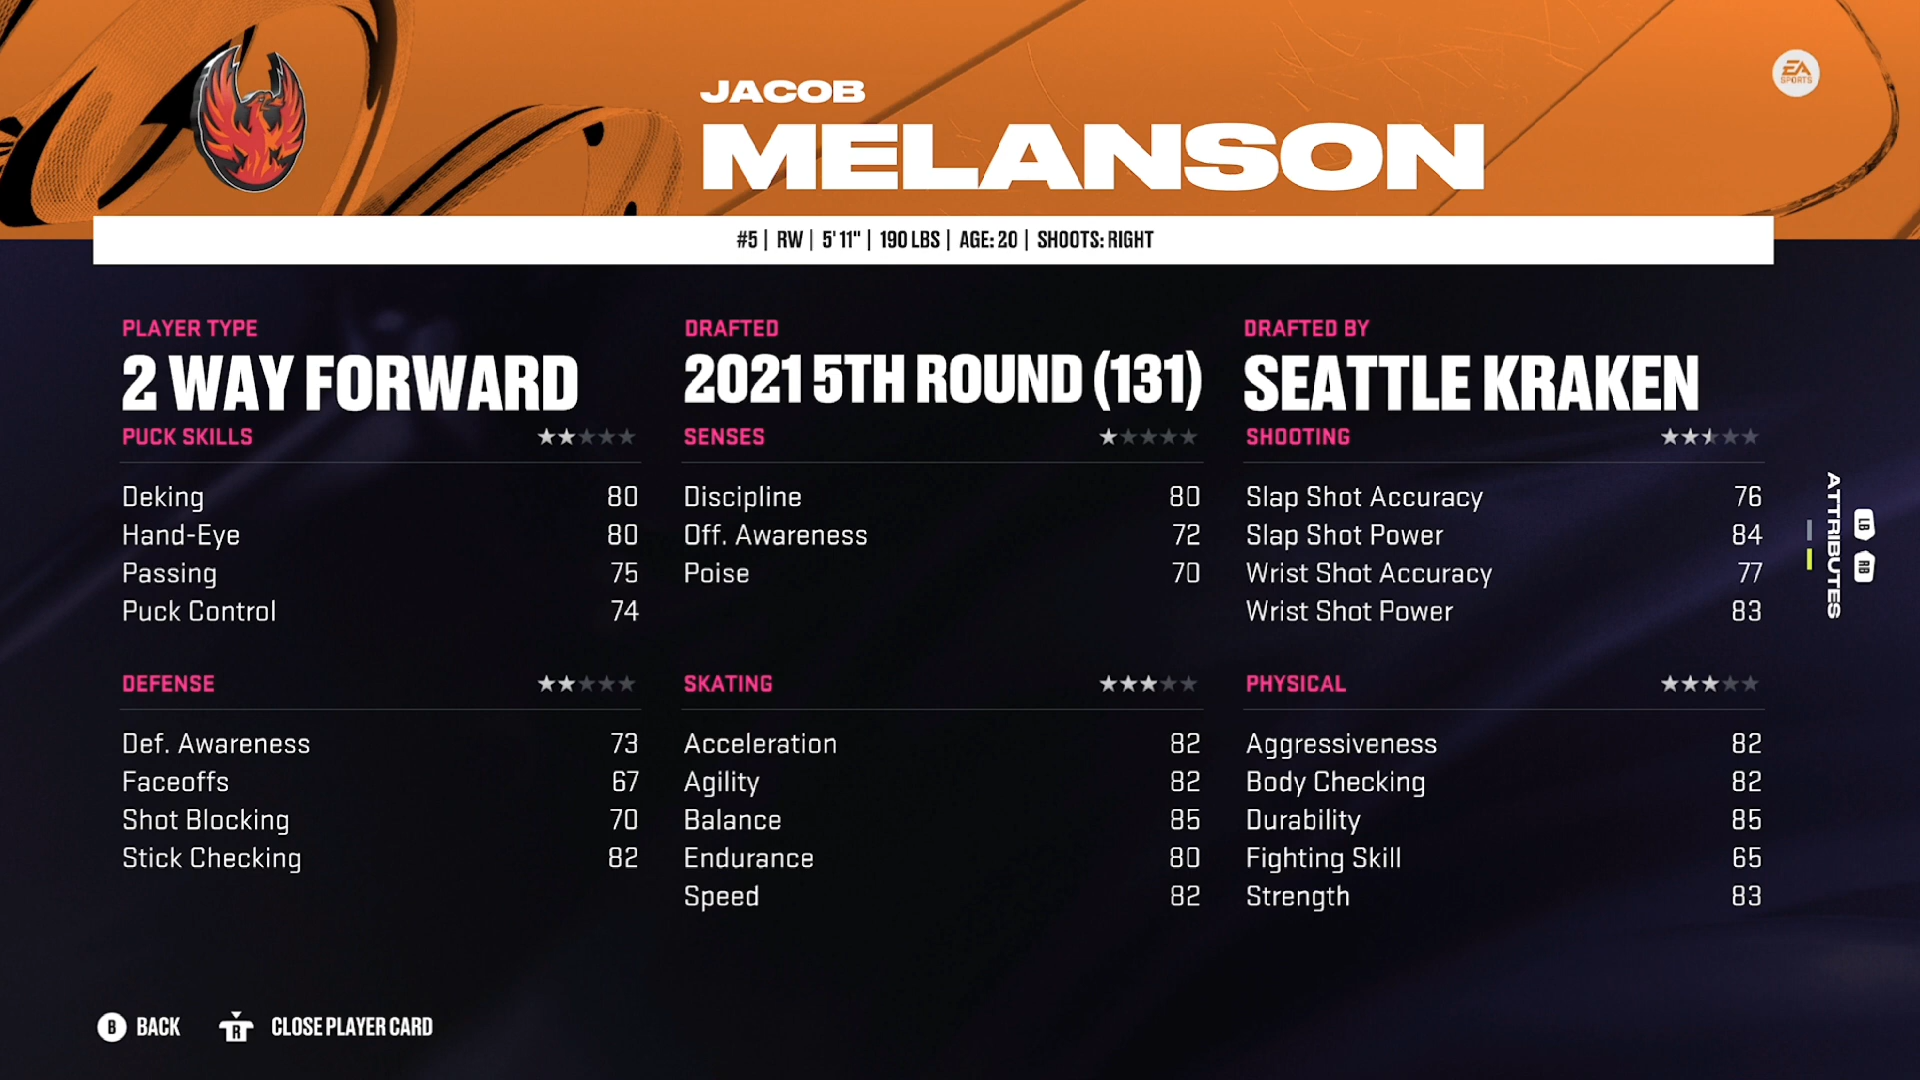 JACOB
MELANSON
EA
SPORTS
#5 | RW | 5' 11" | 190 LBS | AGE: 20 | SHOOTS: RIGHT
PLAYER TYPE
2 WAY FORWARD
DRAFTED
2021 5TH ROUND (131)
DRAFTED BY
SEATTLE KRAKEN
PUCK SKILLS
Deking 80
Hand-Eye 80
Passing 75
Puck Control 74
SENSES
Discipline 80
Off. Awareness 72
Poise 70
SHOOTING
Slap Shot Accuracy 76
Slap Shot Power 84
Wrist Shot Accuracy 77
Wrist Shot Power 83
DEFENSE
Def. Awareness 73
Faceoffs 67
Shot Blocking 70
Stick Checking 82
SKATING
Acceleration 82
Agility 82
Balance 85
Endurance 80
Speed 82
PHYSICAL
Aggressiveness 82
Body Checking 82
Durability 85
Fighting Skill 65
Strength 83
ATTRIBUTES
LB
RB
B BACK
R CLOSE PLAYER CARD